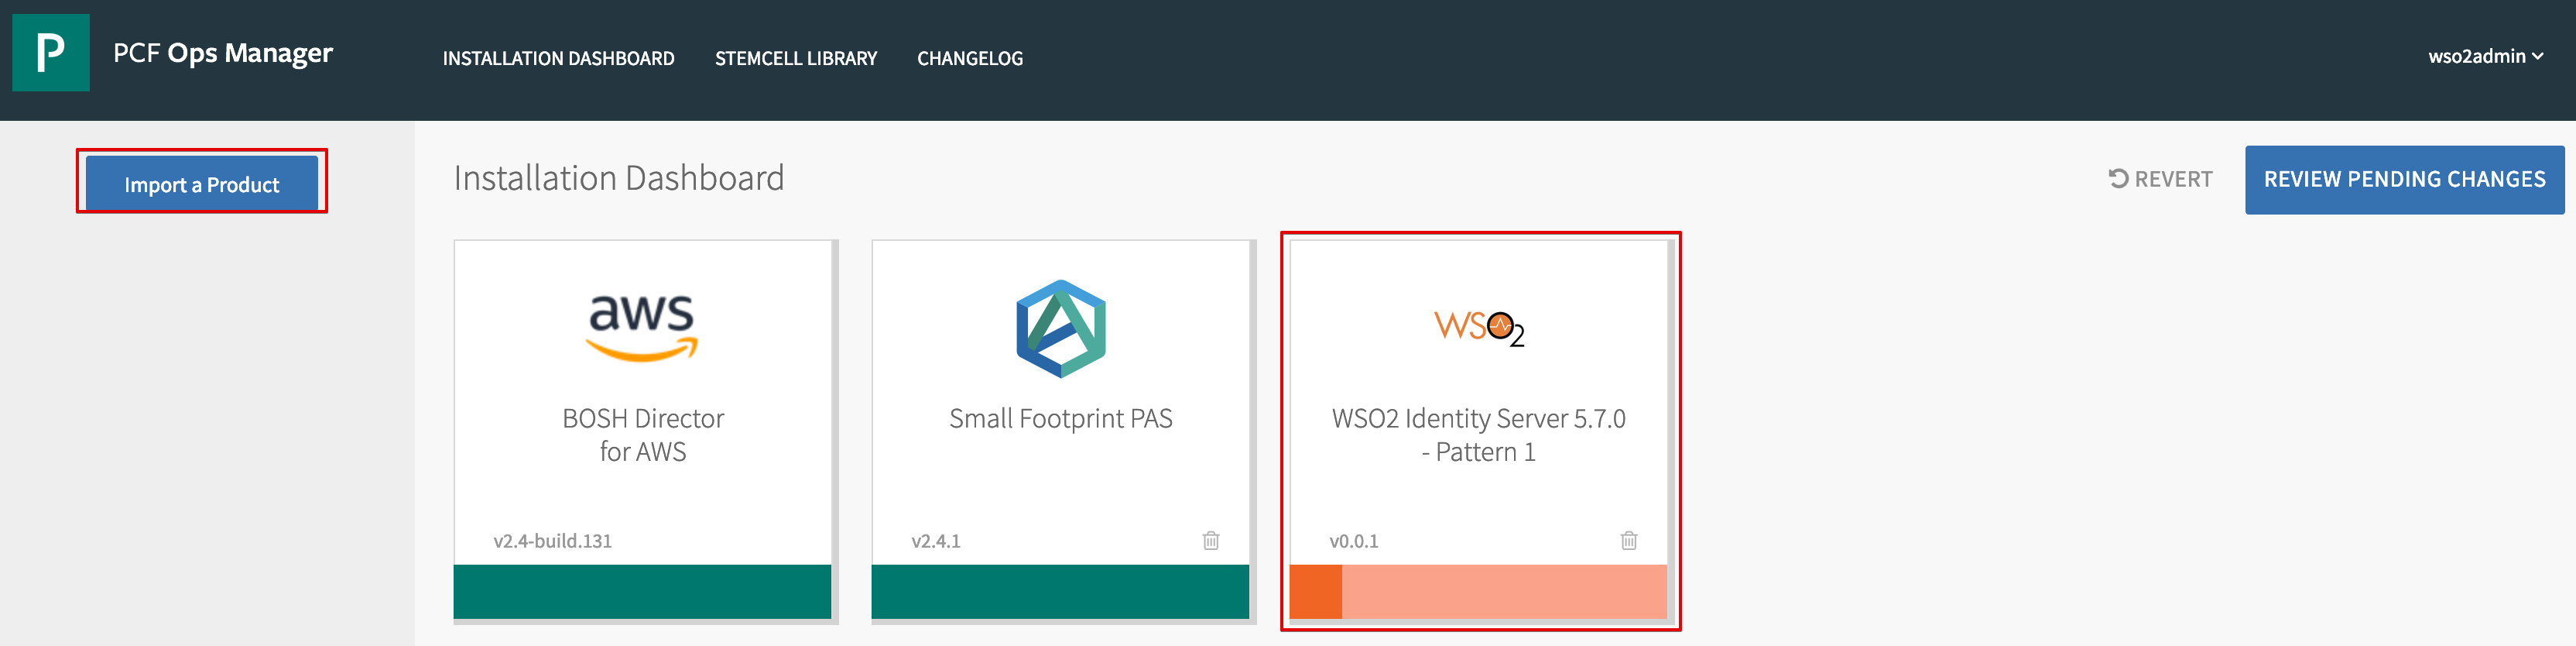 P
PCF Ops Manager
INSTALLATION DASHBOARD
STEMCELL LIBRARY
CHANGELOG
wso2admin
Import a Product
Installation Dashboard
REVERT
REVIEW PENDING CHANGES
aws
BOSH Director
for AWS
v2.4-build.131
Small Footprint PAS
v2.4.1
WSO2
WSO2 Identity Server 5.7.0
- Pattern 1
v0.0.1